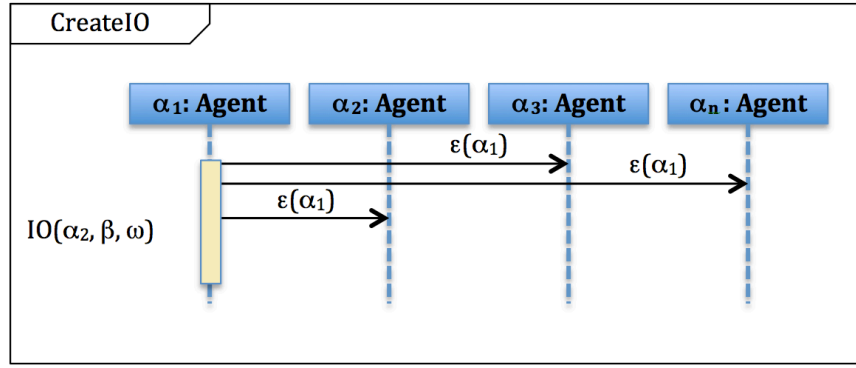 CreateIO
α₁: Agent
α₂: Agent
α₃: Agent
αₙ: Agent
ε(α₁)
ε(α₁)
ε(α₁)
IO(α₂, β, ω)